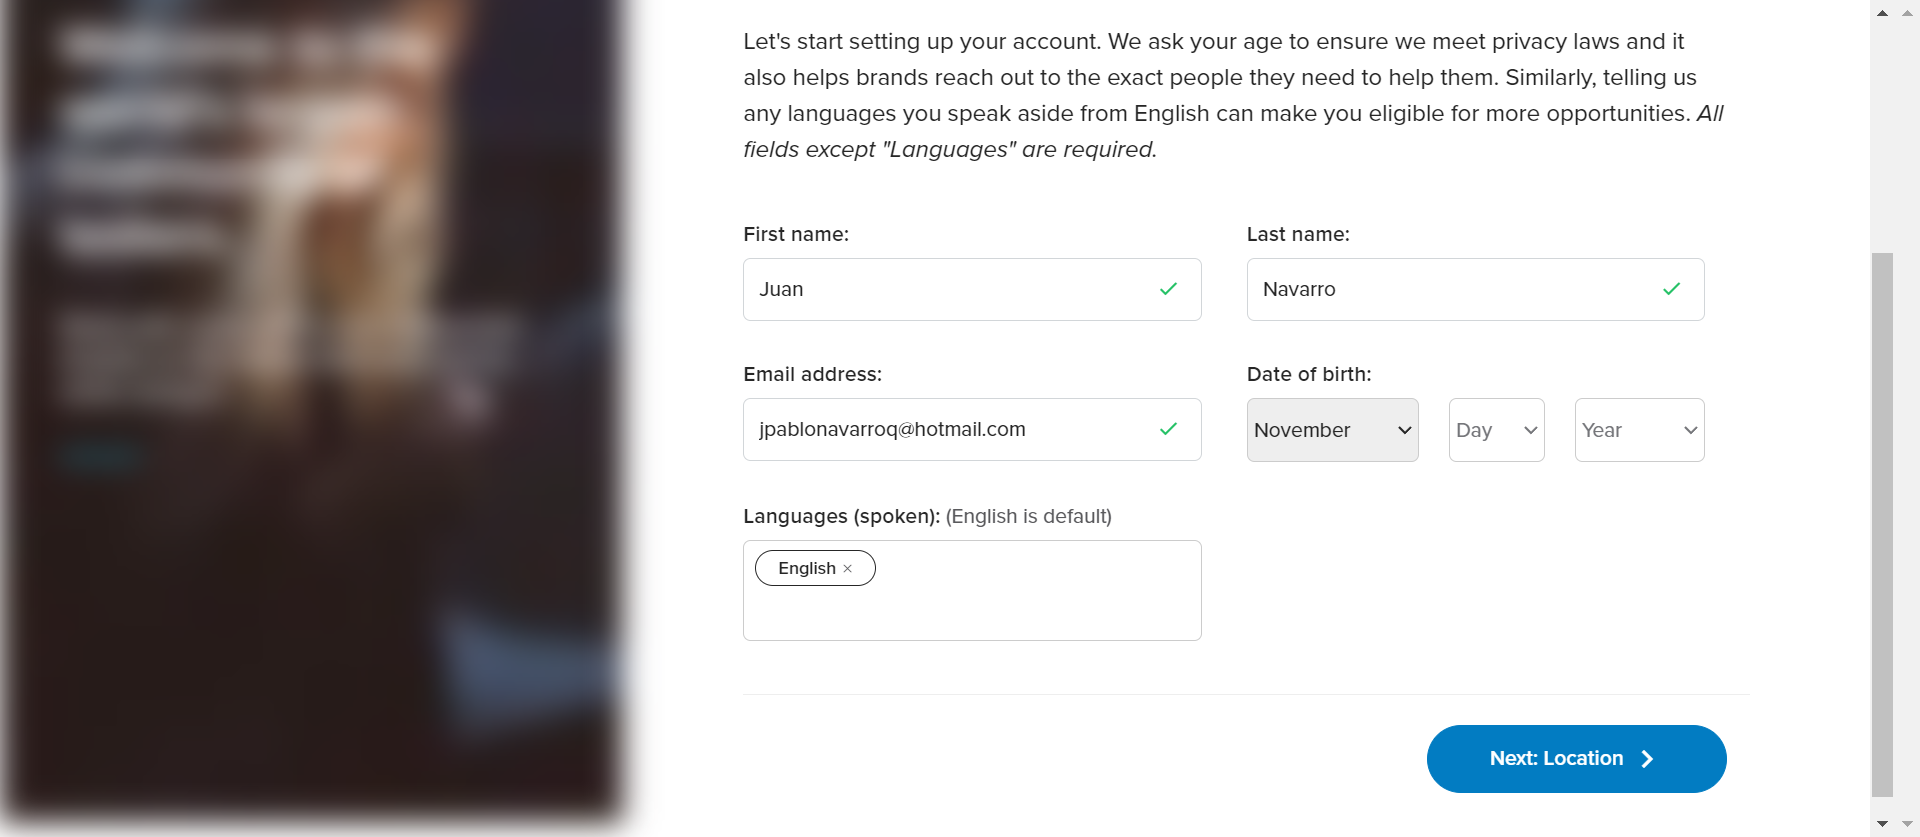 Let's start setting up your account. We ask your age to ensure we meet privacy laws and it
also helps brands reach out to the exact people they need to help them. Similarly, telling us
any languages you speak aside from English can make you eligible for more opportunities. All
fields except "Languages" are required.
First name:
Last name:
Juan
Navarro
Email address:
Date of birth:
jpablonavarroq@hotmail.com
November
Day
Year
Languages (spoken): (English is default)
English ×
Next: Location